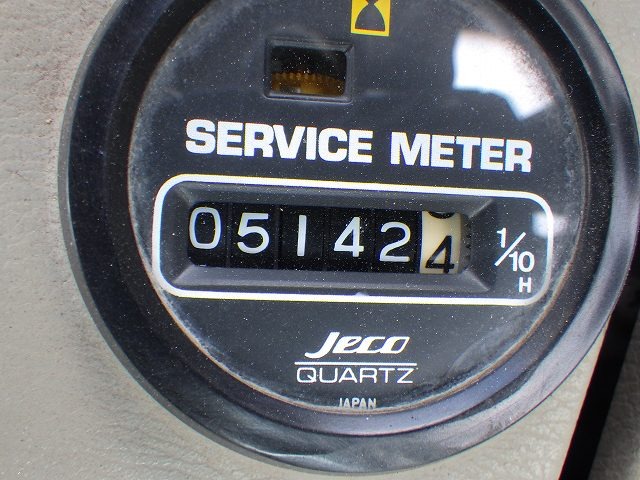 SERVICE METER
051424 1/10
H
Jeco
QUARTZ
JAPAN